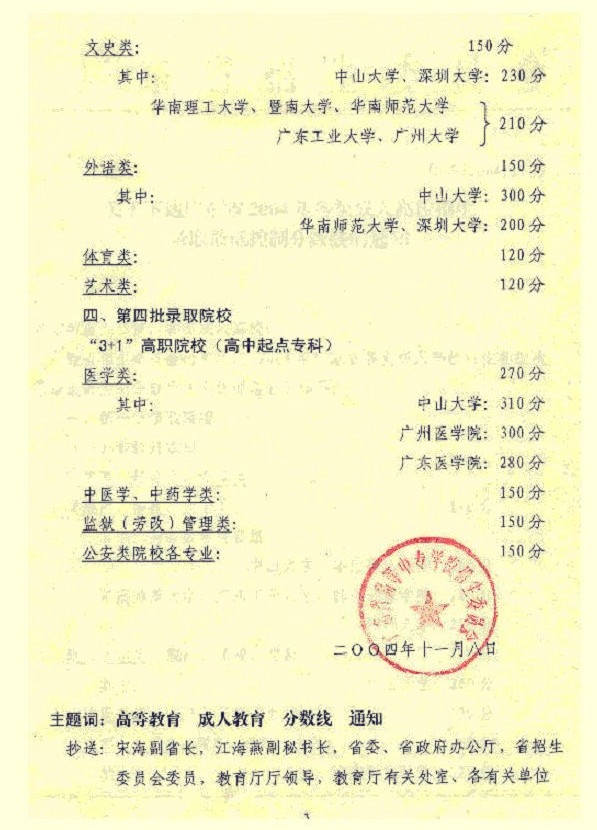 文史类: 150分
其中: 中山大学、深圳大学: 230分
华南理工大学、暨南大学、华南师范大学
广东工业大学、广州大学 } 210分
外语类: 150分
其中: 中山大学: 300分
华南师范大学、深圳大学: 200分
体育类: 120分
艺术类: 120分
四、第四批录取院校
“3+1”高职院校(高中起点专科)
医学类: 270分
其中: 中山大学: 310分
广州医学院: 300分
广东医学院: 280分
中医学、中药学类: 150分
监狱(劳改)管理类: 150分
公安类院校各专业: 150分
二〇〇四年十一月八日
主题词: 高等教育 成人教育 分数线 通知
抄送: 宋海副省长, 江海燕副秘书长, 省委、省政府办公厅, 省招生
委员会委员, 教育厅厅领导, 教育厅有关处室、各有关单位